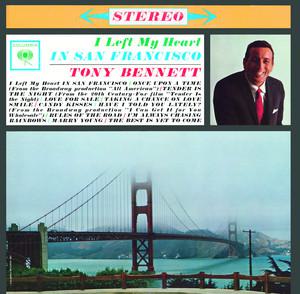 STEREO
COLUMBIA
I Left My Heart
IN SAN FRANCISCO
TONY BENNETT
I Left My Heart IN SAN FRANCISCO / ONCE UPON A TIME
(From the Broadway production "All American") / TENDER IS
THE NIGHT (From the 20th Century-Fox film "Tender Is
the Night) / LOVE FOR SALE / TAKING A CHANCE ON LOVE
SMILE / CANDY KISSES / HAVE I TOLD YOU LATELY?
(From the Broadway production "I Can Get It for You
Wholesale") / RULES OF THE ROAD / I'M ALWAYS CHASING
RAINBOWS / MARRY YOUNG / THE BEST IS YET TO COME